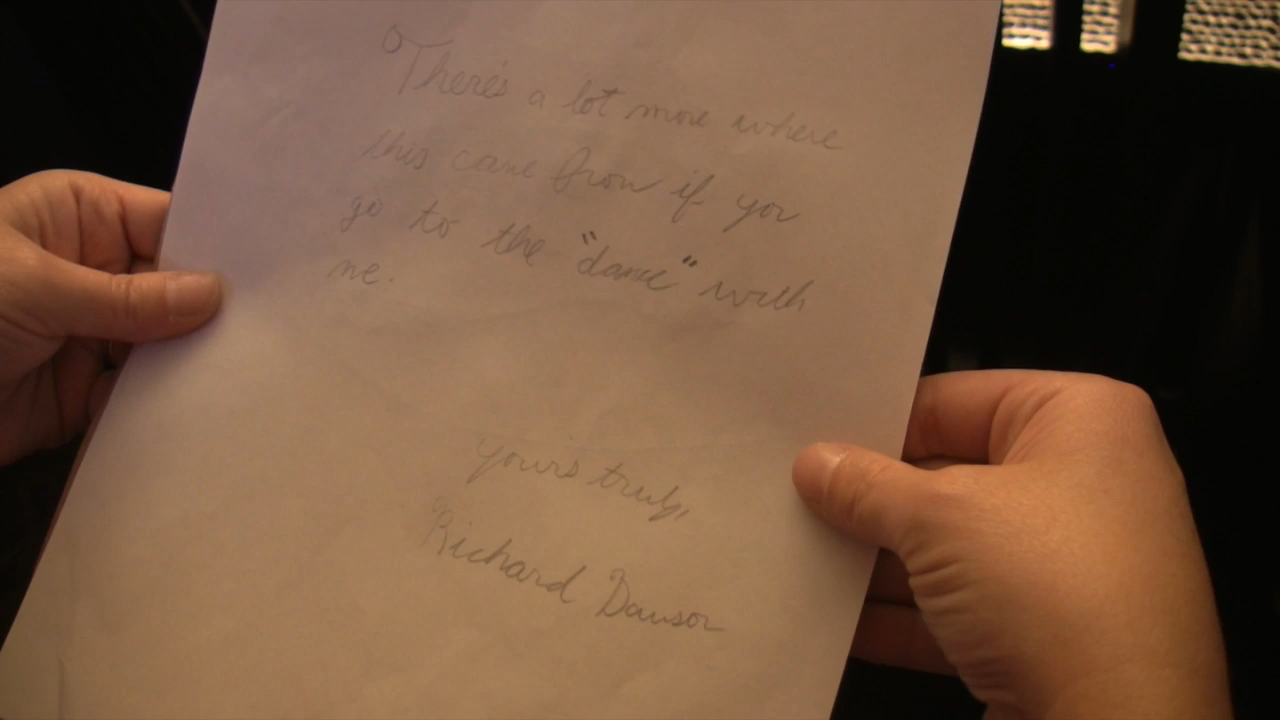 There's a lot more where
this came from if you
go to the "dance" with
me.
Yours truly,
Richard Dawson